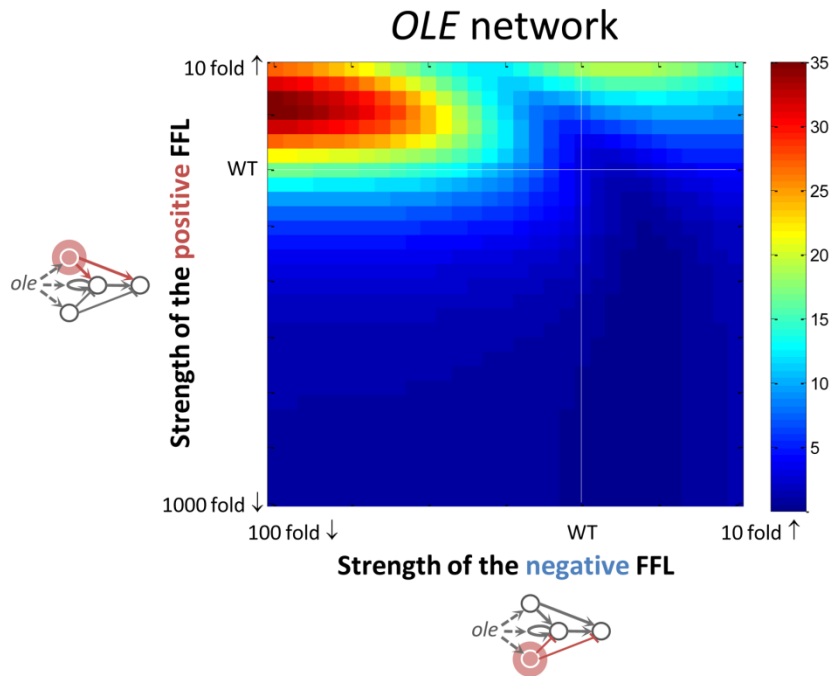 OLE network
10 fold ↑
WT
1000 fold ↓
Strength of the positive FFL
ole
100 fold ↓
WT
10 fold ↑
Strength of the negative FFL
ole
35
30
25
20
15
10
5